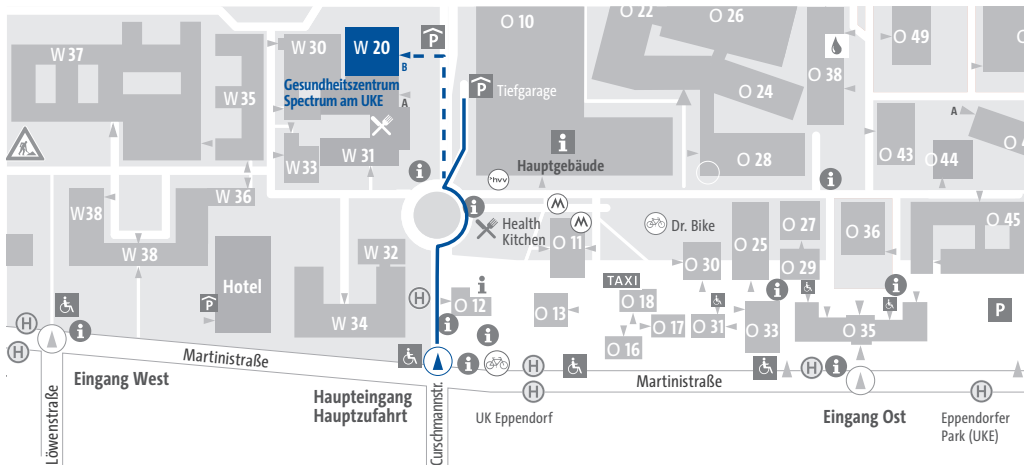 O 22
O 26
O 10
W 37
W 30
W 20
O 49
P
B
O 38
Gesundheitszentrum
Spectrum am UKE
P
Tiefgarage
O 24
W 35
A
A
i
Hauptgebäude
W 31
W 33
O 28
O 43
O 44
i
hvv
i
W 36
W38
i
M
M
Health
Kitchen
Dr. Bike
O 27
O 36
O 45
O 11
O 25
W 38
W 32
O 30
O 29
Hotel
P
H
i
O 12
TAXI
O 18
i
i
P
O 13
O 17
O 31
O 33
O 35
W 34
i
i
O 16
H
H
i
Martinistraße
i
H
H
i
Martinistraße
Eingang West
Haupteingang
Hauptzufahrt
H
UK Eppendorf
Eingang Ost
H
Eppendorfer
Park (UKE)
Löwenstraße
Curschmannstr.